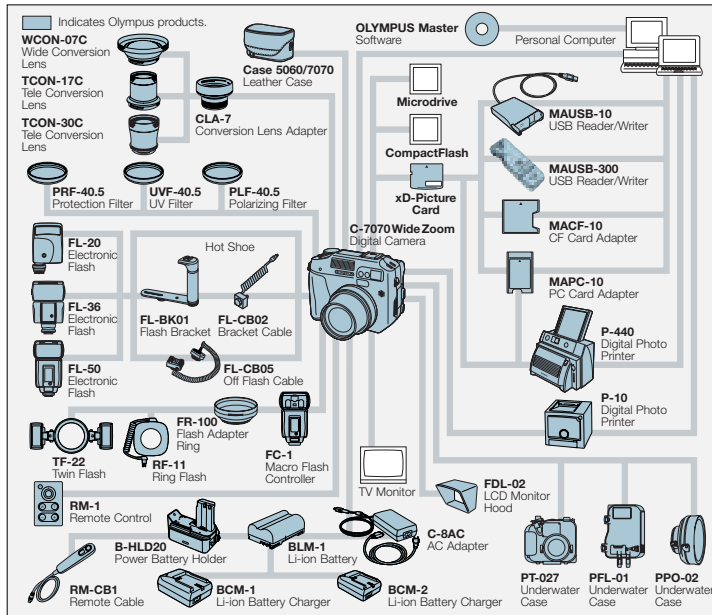 Indicates Olympus products.
WCON-07C
Wide Conversion
Lens
TCON-17C
Tele Conversion
Lens
TCON-30C
Tele Conversion
Lens
Case 5060/7070
Leather Case
CLA-7
Conversion Lens Adapter
OLYMPUS Master
Software
Personal Computer
Microdrive
CompactFlash
xD-Picture
Card
MAUSB-10
USB Reader/Writer
MAUSB-300
USB Reader/Writer
MACF-10
CF Card Adapter
MAPC-10
PC Card Adapter
PRF-40.5
Protection Filter
UVF-40.5
UV Filter
PLF-40.5
Polarizing Filter
C-7070 Wide Zoom
Digital Camera
FL-20
Electronic
Flash
FL-36
Electronic
Flash
FL-50
Electronic
Flash
Hot Shoe
FL-BK01
Flash Bracket
FL-CB02
Bracket Cable
FL-CB05
Off Flash Cable
P-440
Digital Photo
Printer
P-10
Digital Photo
Printer
TF-22
Twin Flash
RF-11
Ring Flash
FR-100
Flash Adapter
Ring
FC-1
Macro Flash
Controller
TV Monitor
FDL-02
LCD Monitor
Hood
RM-1
Remote Control
B-HLD20
Power Battery Holder
BLM-1
Li-ion Battery
C-8AC
AC Adapter
RM-CB1
Remote Cable
BCM-1
Li-ion Battery Charger
BCM-2
Li-ion Battery Charger
PT-027
Underwater
Case
PFL-01
Underwater
Case
PPO-02
Underwater
Case